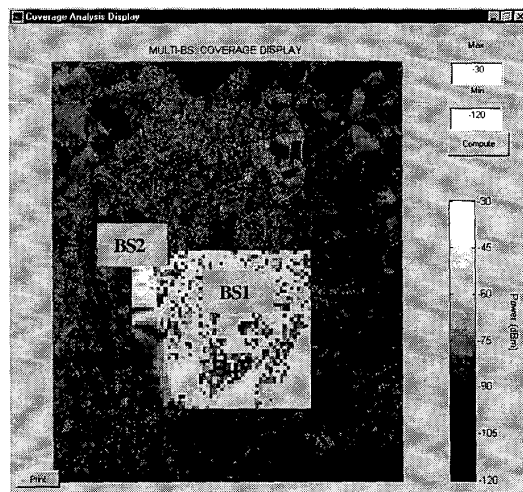 Coverage Analysis Display
MULTI-BS: COVERAGE DISPLAY
Max
-30
Min
-120
Compute
BS2
BS1
-30
-45
-60
-75
-90
-105
-120
Power [dBm]
Print